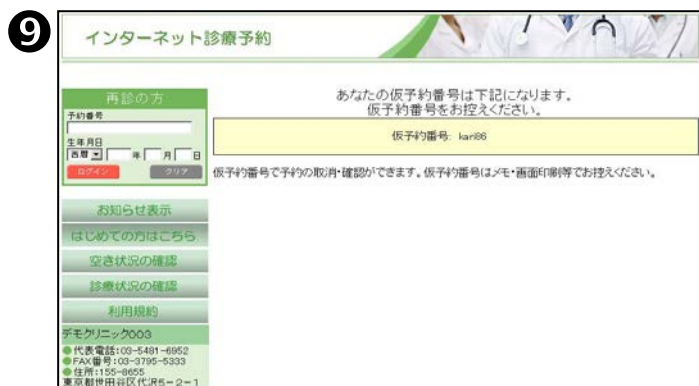 ❾
インターネット診療予約
再診の方
予約番号
生年月日
西暦 年 月 日
ログイン クリア
お知らせ表示
はじめての方はこちら
空き状況の確認
診療状況の確認
利用規約
デモクリニック003
●代表電話:03-5481-6952
●FAX番号:03-3795-5333
●住所:155-8655
東京都世田谷区代沢5-2-1
あなたの仮予約番号は下記になります。
仮予約番号をお控えください。
仮予約番号: kari86
仮予約番号で予約の取消・確認ができます。仮予約番号はメモ・画面印刷等でお控えください。